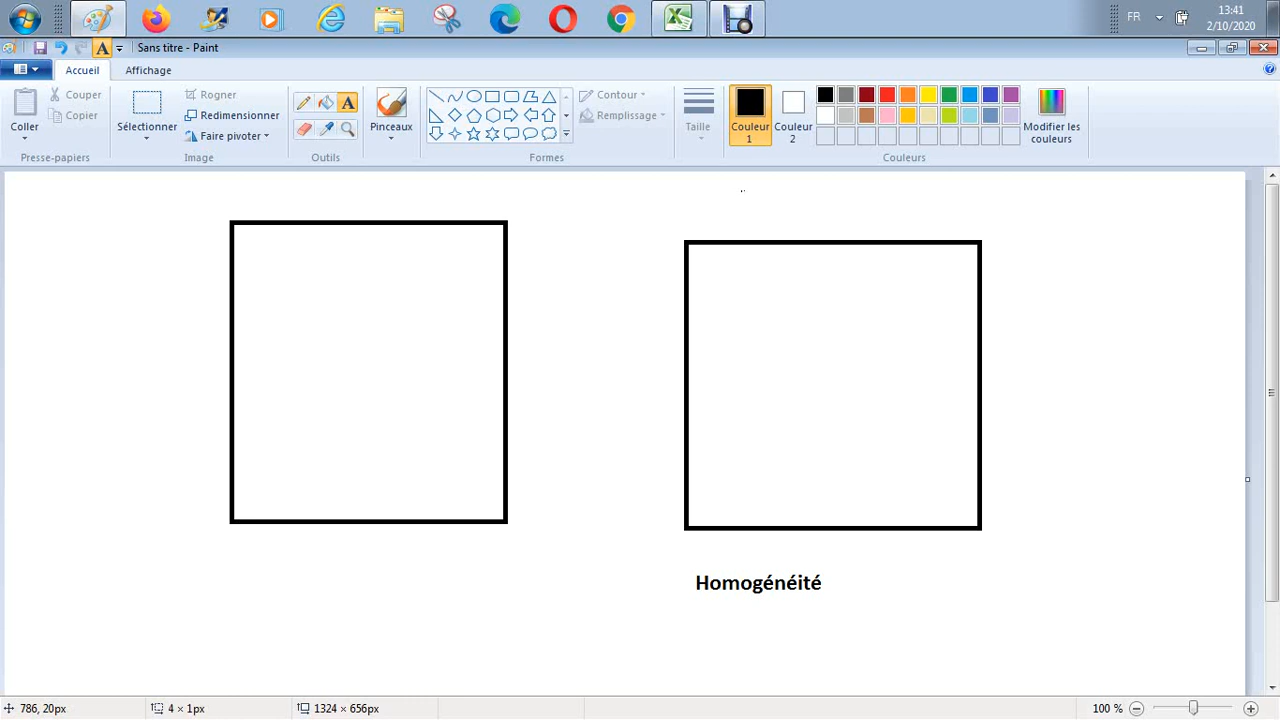 FR
13:41
2/10/2020
Sans titre - Paint
Accueil
Affichage
Coller
Couper
Copier
Presse-papiers
Sélectionner
Rogner
Redimensionner
Faire pivoter
Image
A
Outils
Pinceaux
Contour
Remplissage
Formes
Taille
Couleur
1
Couleur
2
Modifier les
couleurs
Couleurs
Homogénéité
786, 20px
4 × 1px
1324 × 656px
100 %